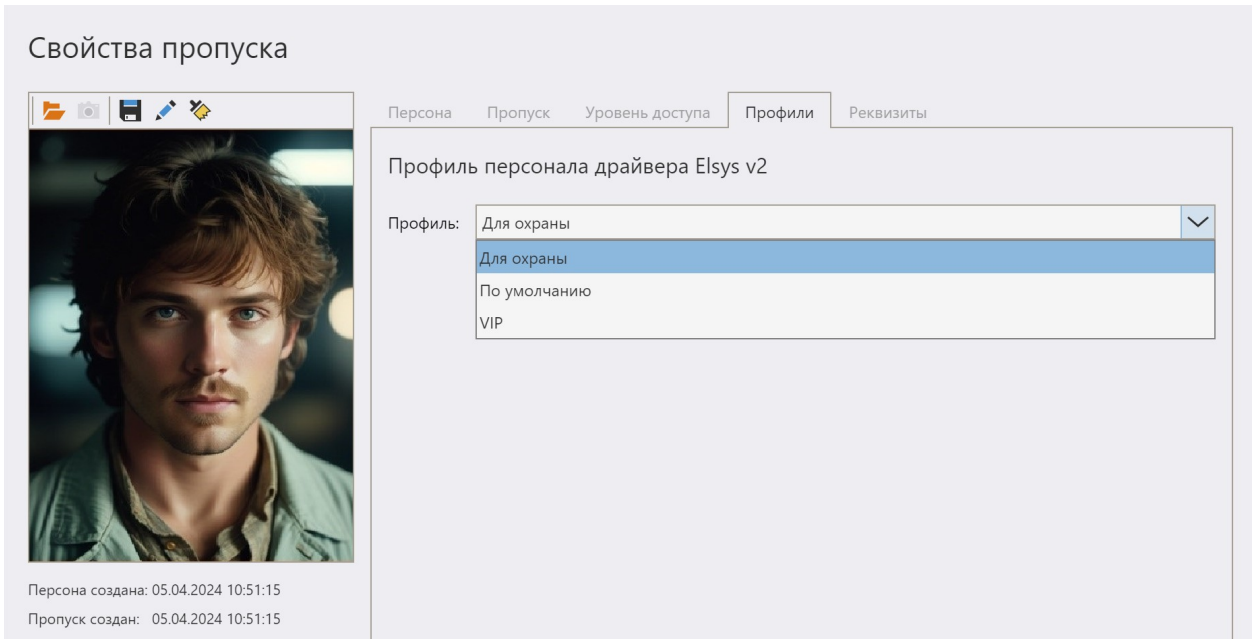 Свойства пропуска
Персона Пропуск Уровень доступа Профили Реквизиты
Профиль персонала драйвера Elsys v2
Профиль: Для охраны
Для охраны
По умолчанию
VIP
Персона создана: 05.04.2024 10:51:15
Пропуск создан: 05.04.2024 10:51:15